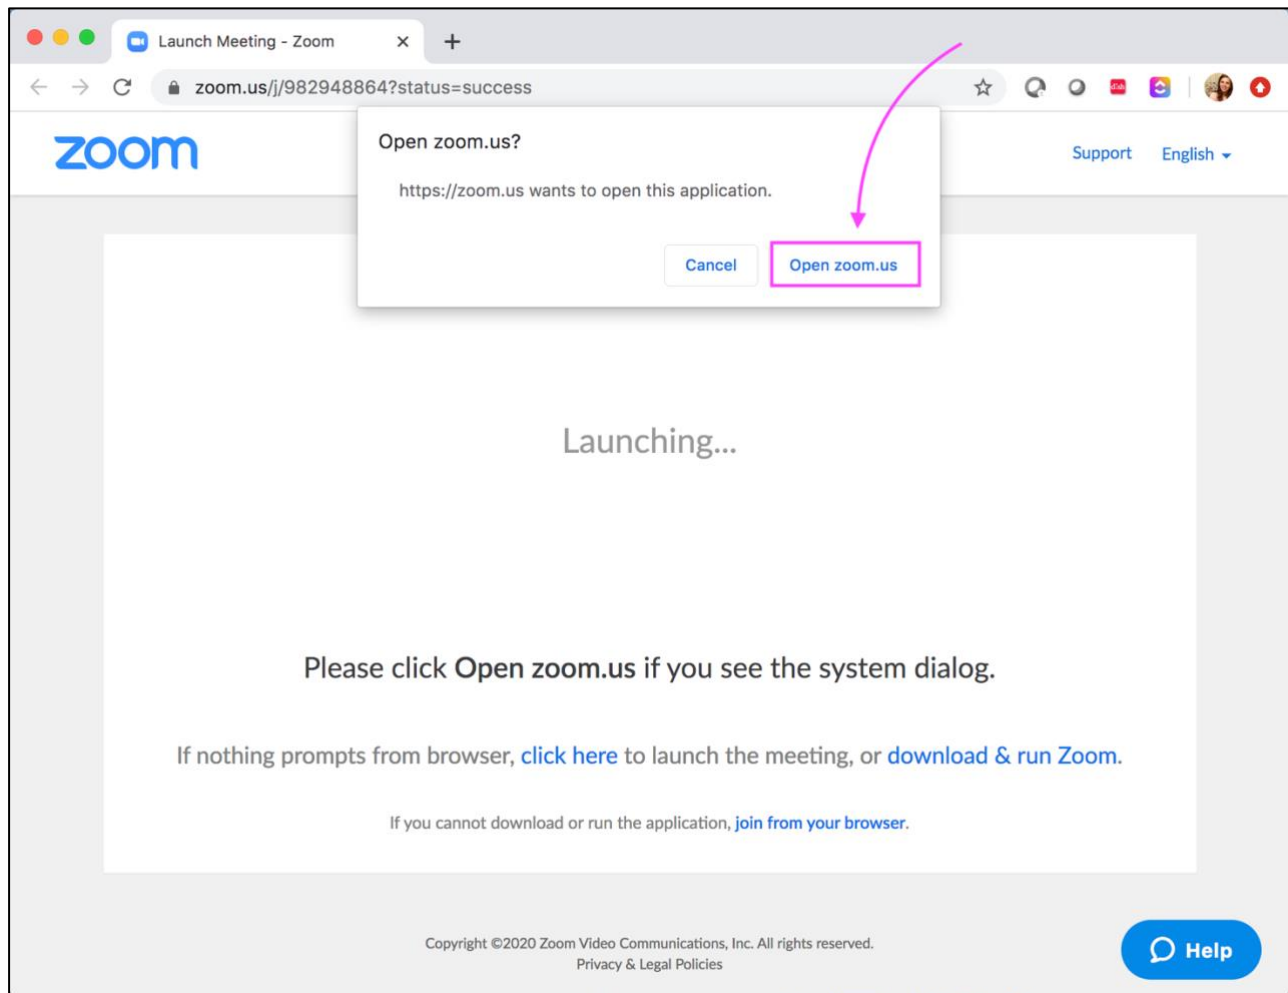 Launch Meeting - Zoom
zoom.us/j/982948864?status=success
zoom
Support English
Open zoom.us?
https://zoom.us wants to open this application.
Cancel Open zoom.us
Launching...
Please click Open zoom.us if you see the system dialog.
If nothing prompts from browser, click here to launch the meeting, or download & run Zoom.
If you cannot download or run the application, join from your browser.
Copyright ©2020 Zoom Video Communications, Inc. All rights reserved.
Privacy & Legal Policies
Help